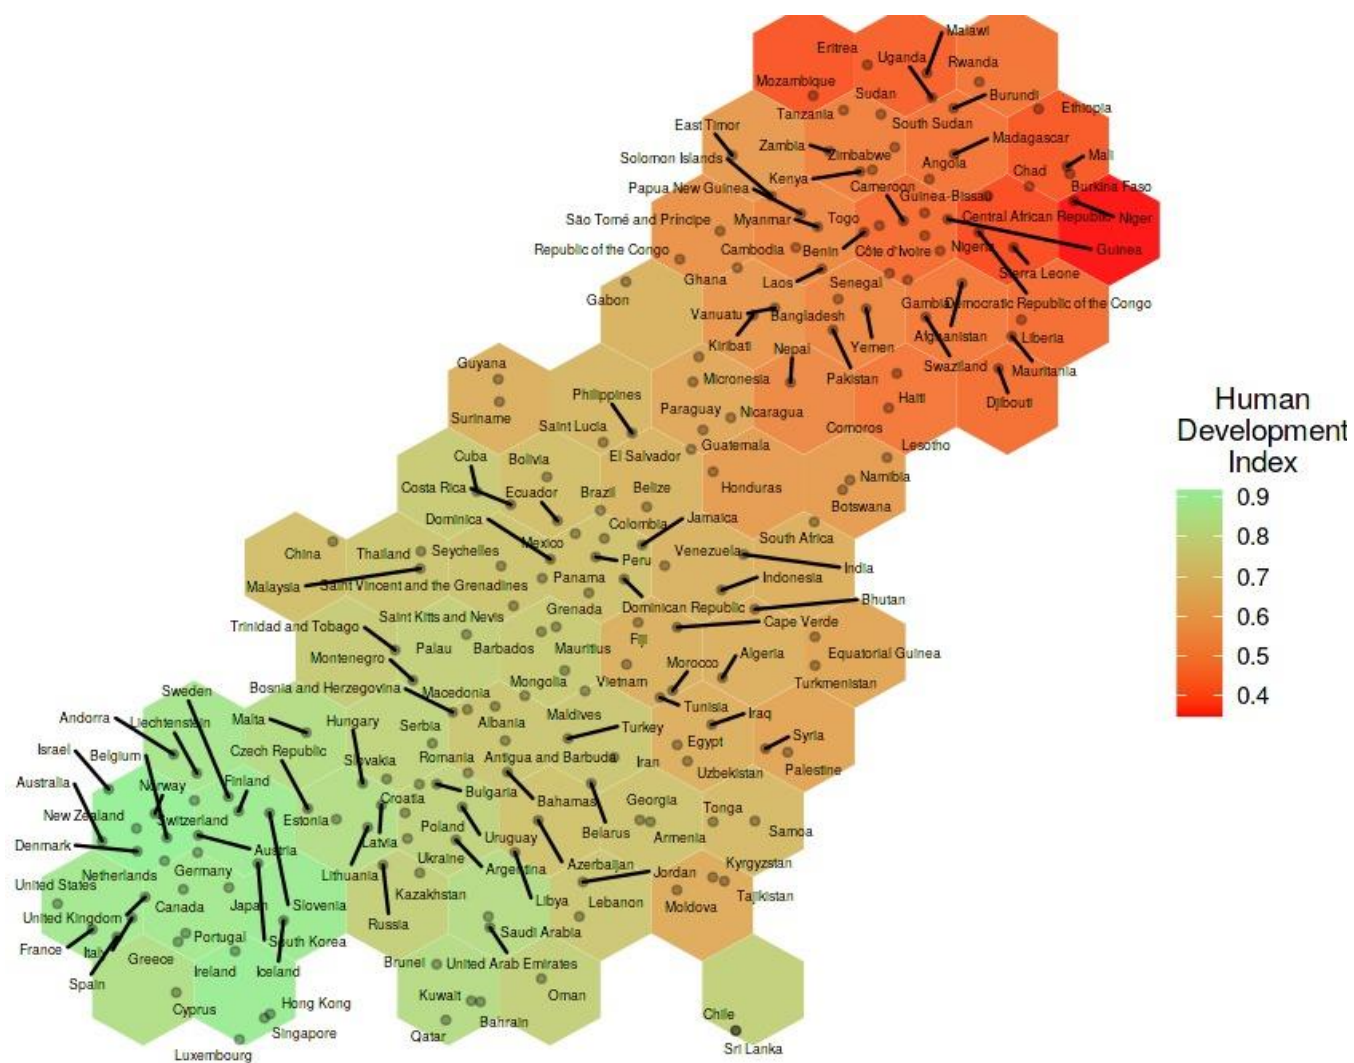 Malawi
Eritrea
Uganda
Rwanda
Mozambique
Sudan
Burundi
Tanzania
Ethiopia
East Timor
South Sudan
Zambia
Madagascar
Solomon Islands
Zimbabwe
Angola
Mali
Kenya
Chad
Papua New Guinea
Cameroon
Burkina Faso
Guinea-Bissau
São Tomé and Príncipe
Myanmar
Togo
Central African Republic
Niger
Republic of the Congo
Cambodia
Benin
Côte d'Ivoire
Nigeria
Guinea
Ghana
Laos
Senegal
Sierra Leone
Gabon
Gambia
Democratic Republic of the Congo
Vanuatu
Bangladesh
Kiribati
Nepal
Yemen
Afghanistan
Liberia
Guyana
Swaziland
Mauritania
Micronesia
Pakistan
Philippines
Suriname
Paraguay
Nicaragua
Haiti
Djibouti
Human
Development
Index
Saint Lucia
Comoros
Guatemala
Lesotho
Cuba
Bolivia
El Salvador
Costa Rica
Ecuador
Brazil
Belize
Honduras
Namibia
0.9
Botswana
Dominica
Colombia
Jamaica
0.8
China
Thailand
Seychelles
Mexico
South Africa
Venezuela
Peru
India
0.7
Malaysia
Saint Vincent and the Grenadines
Panama
Indonesia
Grenada
Dominican Republic
Bhutan
0.6
Saint Kitts and Nevis
Trinidad and Tobago
Cape Verde
Fiji
Palau
Barbados
Mauritius
Algeria
Equatorial Guinea
0.5
Montenegro
Morocco
Mongolia
Vietnam
Turkmenistan
Sweden
Bosnia and Herzegovina
Macedonia
0.4
Tunisia
Andorra
Liechtenstein
Malta
Hungary
Serbia
Albania
Maldives
Turkey
Iraq
Israel
Belgium
Czech Republic
Slovakia
Romania
Antigua and Barbuda
Iran
Egypt
Syria
Uzbekistan
Palestine
Australia
Norway
Finland
Croatia
Bulgaria
Bahamas
Georgia
Tonga
New Zealand
Switzerland
Estonia
Poland
Uruguay
Belarus
Armenia
Samoa
Denmark
Austria
Latvia
Ukraine
Argentina
Azerbaijan
Kyrgyzstan
United States
Netherlands
Germany
Lithuania
Kazakhstan
Jordan
Tajikistan
United Kingdom
Canada
Japan
Slovenia
Russia
Libya
Lebanon
Moldova
France
Italy
Portugal
South Korea
Saudi Arabia
Greece
Ireland
Iceland
Brunei
United Arab Emirates
Spain
Cyprus
Hong Kong
Kuwait
Oman
Singapore
Qatar
Bahrain
Chile
Luxembourg
Sri Lanka